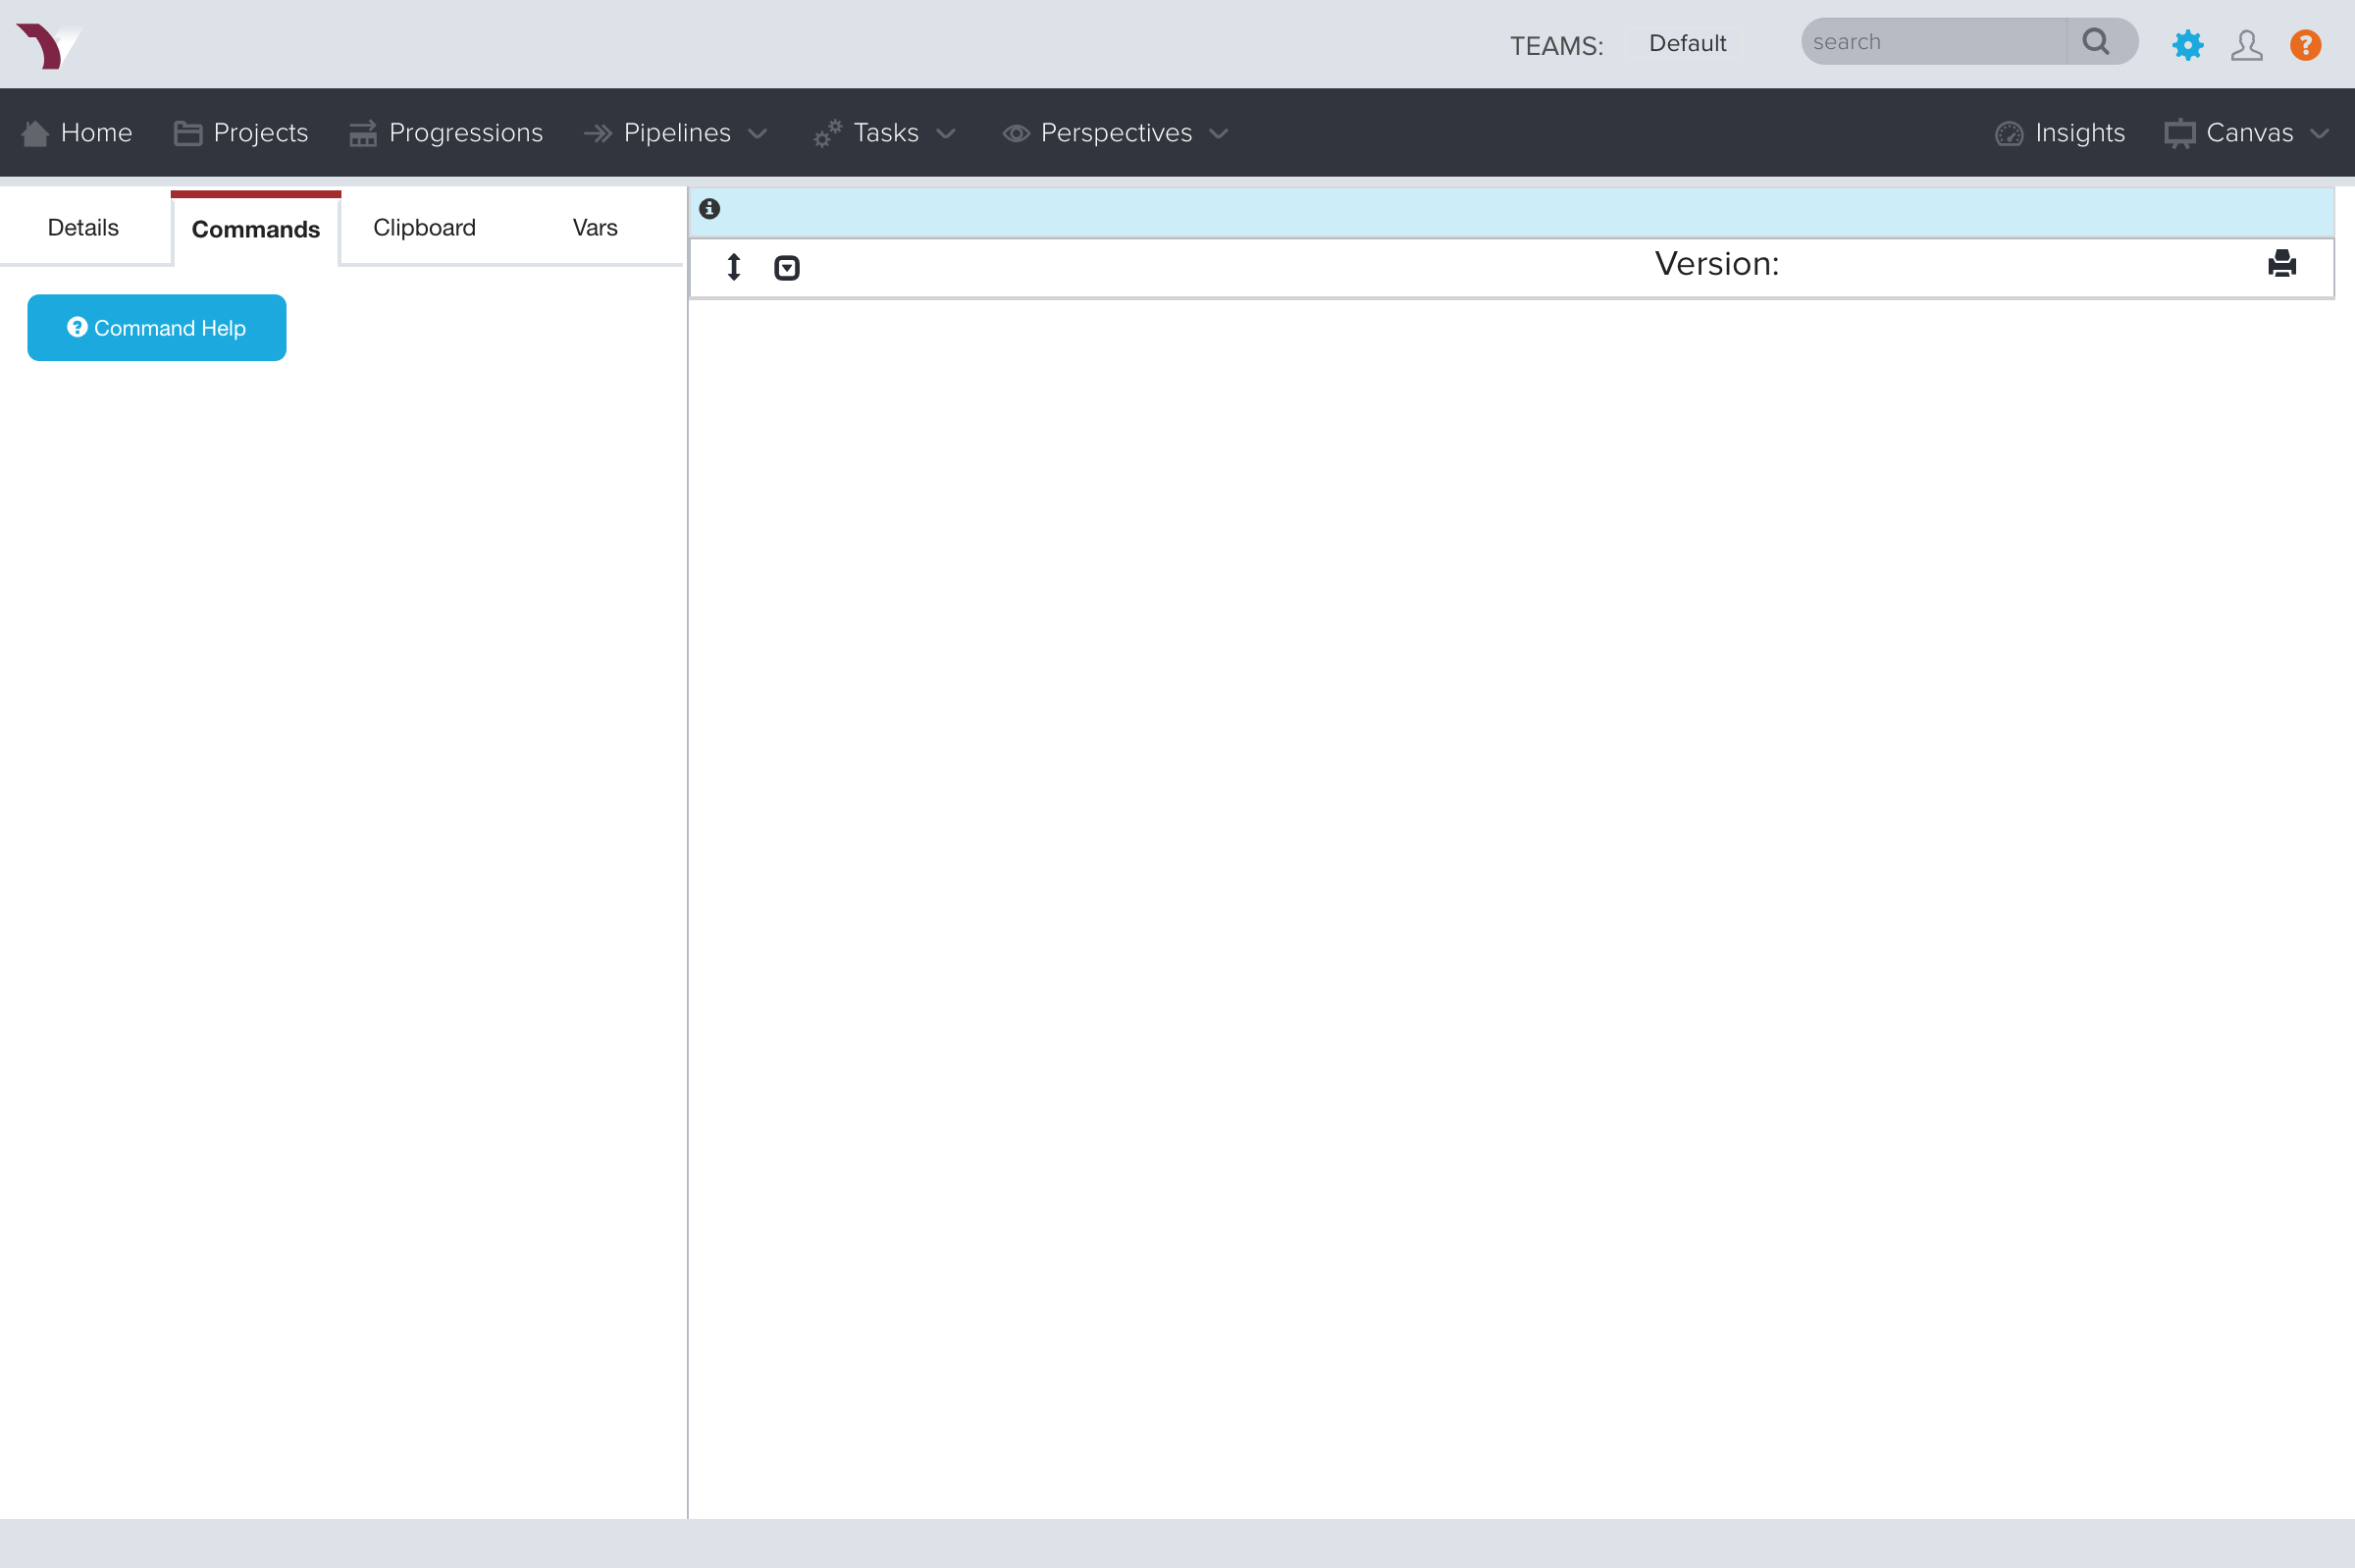 TEAMS: Default search
Home Projects Progressions Pipelines Tasks Perspectives Insights Canvas
Details Commands Clipboard Vars
Version:
Command Help